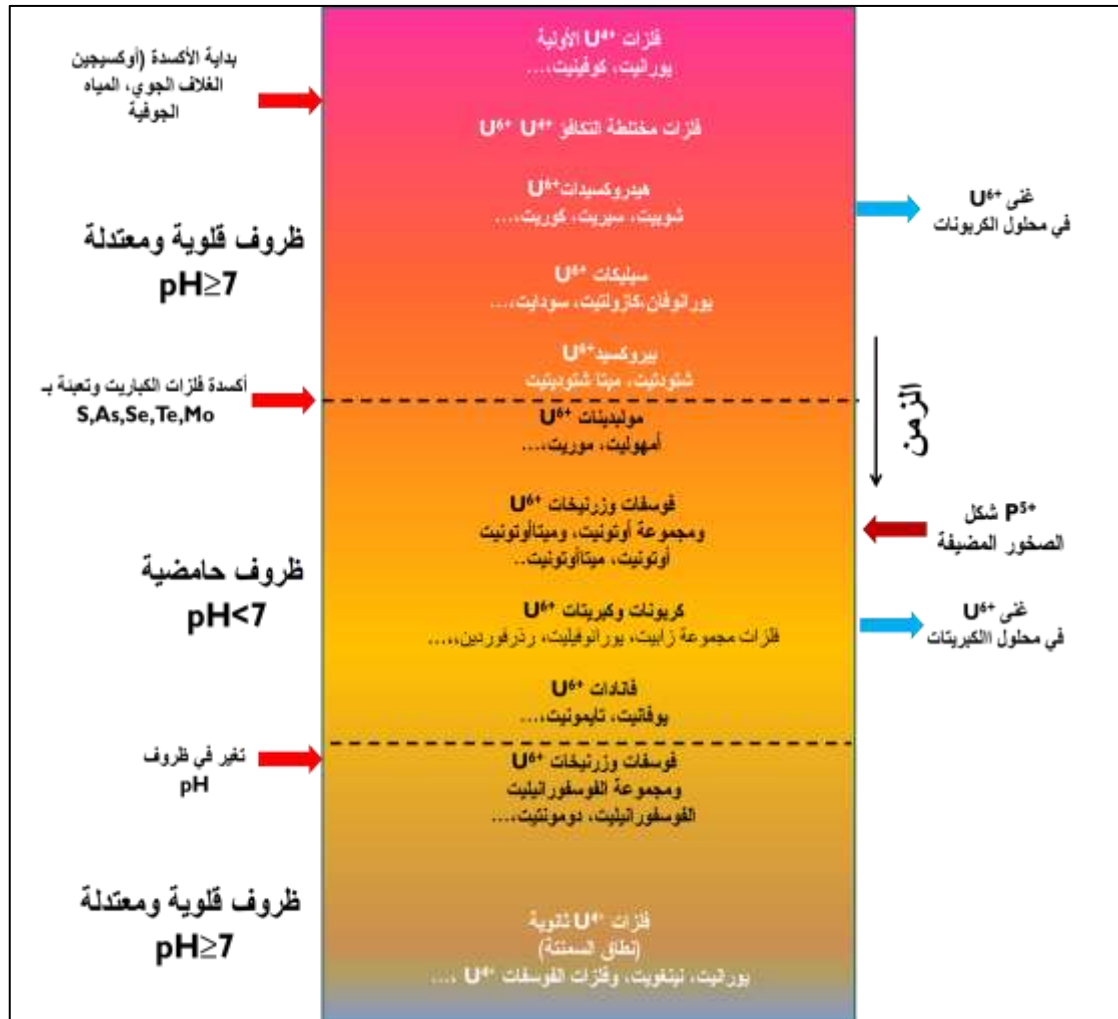 فلزات U⁴⁺ الأولية
يورانيت، كوفينيت،...
بداية الأكسدة (أوكسيجين
الغلاف الجوي، المياه
الجوفية
فلزات مختلطة التكافؤ U⁶⁺ U⁴⁺
هيدروكسيدات U⁶⁺
شوبيت، سيريت، كوريت،...
غنى U⁶⁺
في محلول الكربونات
ظروف قلوية ومعتدلة
pH≥7
سيليكات U⁶⁺
يورانوفان،كازولتيت، سودايت،...
بيروكسيد U⁶⁺
شتودتيت، ميتا شتودتيتيت
أكسدة فلزات الكباريت وتعبئة بـ
S,As,Se,Te,Mo
الزمن
موليبدينات U⁶⁺
أمهوليت، موريت،...
فوسفات وزرنيخات U⁶⁺
ومجموعة أوتونيت، وميتاأوتونيت
أوتونيت، ميتاأوتونيت..
P⁵⁺ شكل
الصخور المضيفة
ظروف حامضية
pH<7
كربونات وكبريتات U⁶⁺
فلزات مجموعة زابيت، يورانوفيليت، رذرفوردين،,...
غنى U⁶⁺
في محلول االكبريتات
فانادات U⁶⁺
يوفانيت، تايمونيت،...
تغير في ظروف
pH
فوسفات وزرنيخات U⁶⁺
ومجموعة الفوسفورانيليت
الفوسفورانيليت، دومونتيت،...
ظروف قلوية ومعتدلة
pH≥7
فلزات U⁴⁺ ثانوية
(نطاق السمنتة)
يورانيت، نينغويت، وفلزات الفوسفات U⁴⁺ ,...